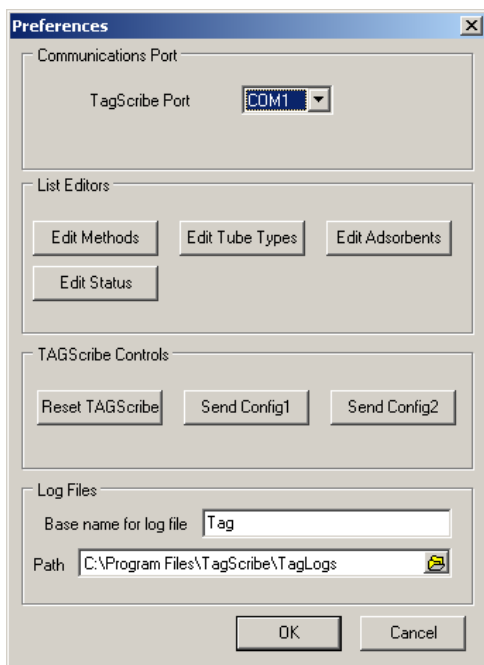 Preferences
Communications Port
TagScribe Port COM1
List Editors
Edit Methods Edit Tube Types Edit Adsorbents
Edit Status
TAGScribe Controls
Reset TAGScribe Send Config1 Send Config2
Log Files
Base name for log file Tag
Path C:\Program Files\TagScribe\TagLogs
OK Cancel